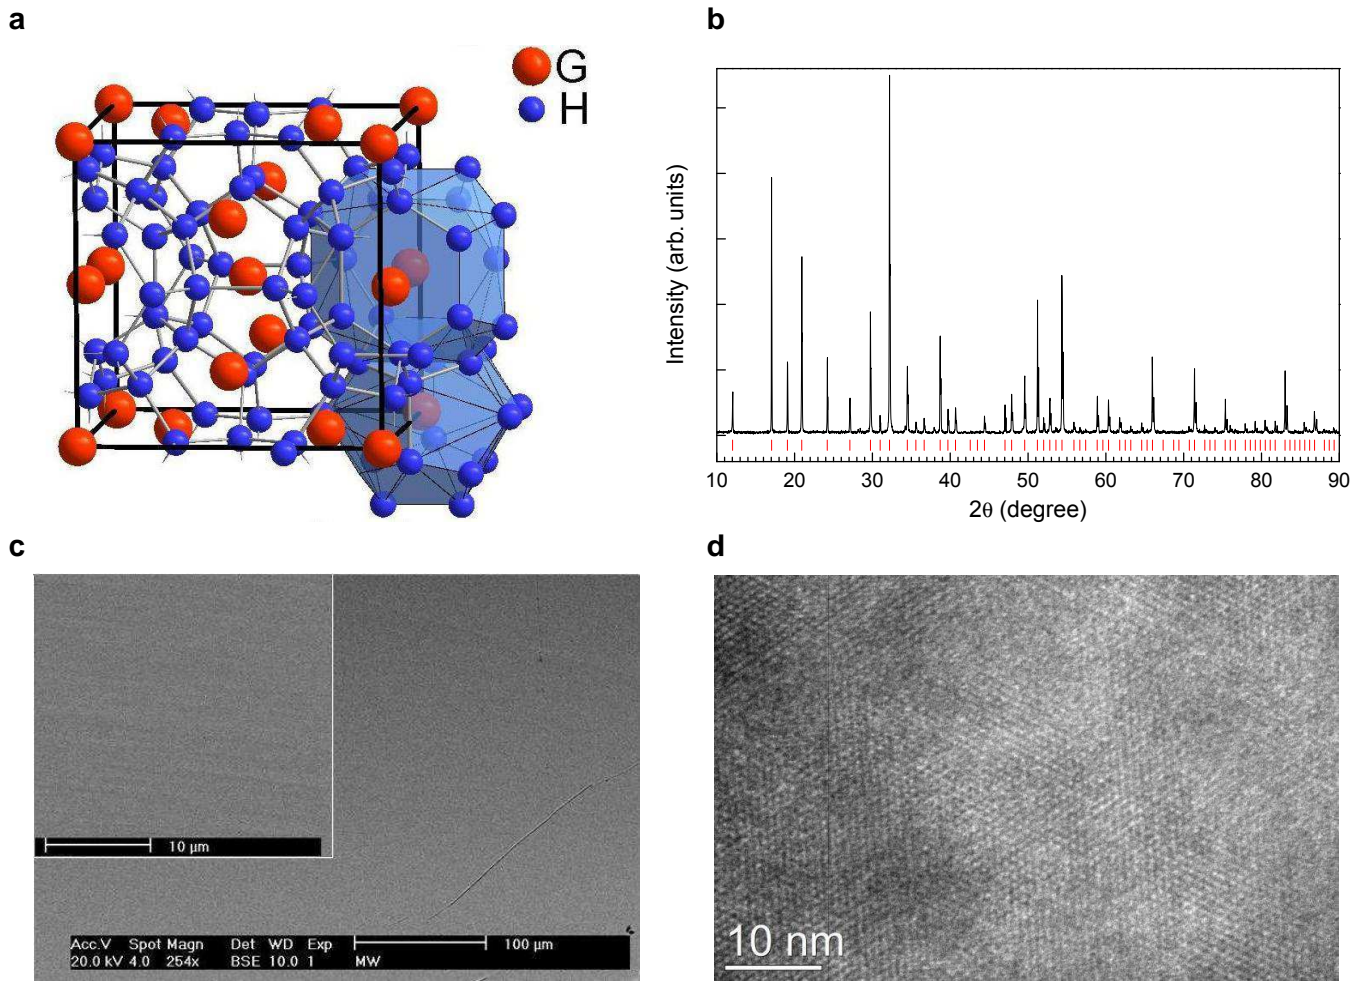 a
G
H
b
Intensity (arb. units)
10 20 30 40 50 60 70 80 90
2θ (degree)
c
10 µm
Acc.V Spot Magn Det WD Exp
20.0 kV 4.0 254x BSE 10.0 1
100 µm
MW
d
10 nm